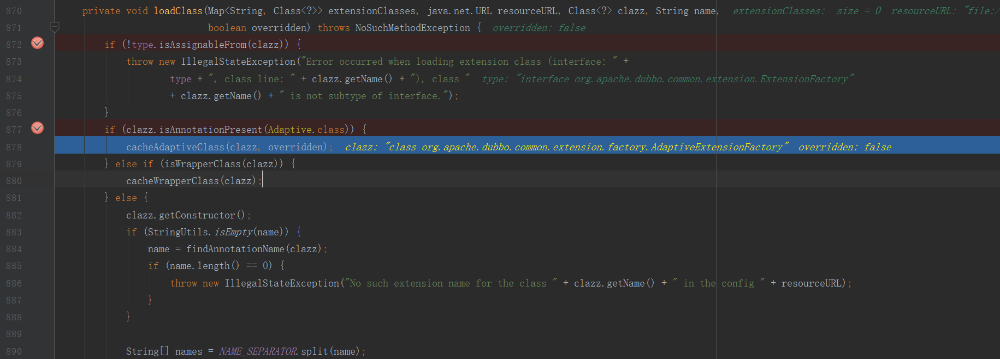 870 private void loadClass(Map<String, Class<?>> extensionClasses, java.net.URL resourceURL, Class<?> clazz, String name, extensionClasses: size = 0 resourceURL: "file:/
871 boolean overridden) throws NoSuchMethodException { overridden: false
872 if (!type.isAssignableFrom(clazz)) {
873 throw new IllegalStateException("Error occurred when loading extension class (interface: " +
874 type + ", class line: " + clazz.getName() + "), class " type: "interface org.apache.dubbo.common.extension.ExtensionFactory"
875 + clazz.getName() + " is not subtype of interface.");
876 }
877 if (clazz.isAnnotationPresent(Adaptive.class)) {
878 cacheAdaptiveClass(clazz, overridden); clazz: "class org.apache.dubbo.common.extension.factory.AdaptiveExtensionFactory" overridden: false
879 } else if (isWrapperClass(clazz)) {
880 cacheWrapperClass(clazz);
881 } else {
882 clazz.getConstructor();
883 if (StringUtils.isEmpty(name)) {
884 name = findAnnotationName(clazz);
885 if (name.length() == 0) {
886 throw new IllegalStateException("No such extension name for the class " + clazz.getName() + " in the config " + resourceURL);
887 }
888 }
889
890 String[] names = NAME_SEPARATOR.split(name);